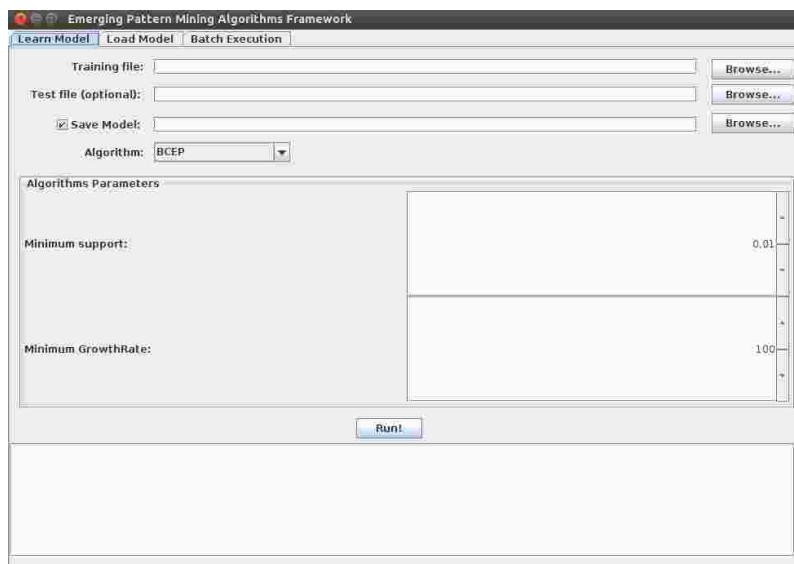 Emerging Pattern Mining Algorithms Framework
Learn Model Load Model Batch Execution
Training file: Browse...
Test file (optional): Browse...
Save Model: Browse...
Algorithm: BCEP
Algorithms Parameters
Minimum support: 0.01
Minimum GrowthRate: 100
Run!